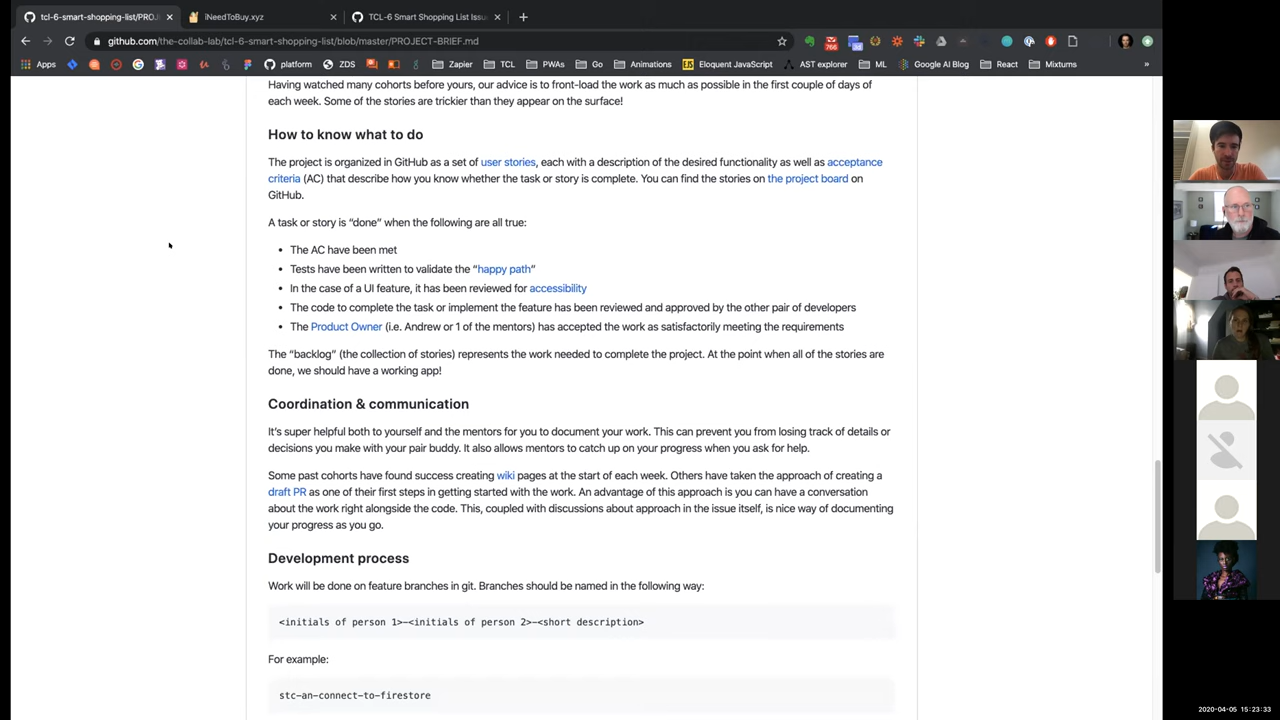 tcl-6-smart-shopping-list/PROJ
INeedToBuy.xyz
TCL-6 Smart Shopping List Issu
github.com/the-collab-lab/tcl-6-smart-shopping-list/blob/master/PROJECT-BRIEF.md
Apps
platform
ZDS
Zapier
TCL
PWAs
Go
Animations
Eloquent JavaScript
AST explorer
ML
Google AI Blog
React
Mixtums
»
Having watched many cohorts before yours, our advice is to front-load the work as much as possible in the first couple of days of
each week. Some of the stories are trickier than they appear on the surface!
How to know what to do
The project is organized in GitHub as a set of user stories, each with a description of the desired functionality as well as acceptance
criteria (AC) that describe how you know whether the task or story is complete. You can find the stories on the project board on
GitHub.
A task or story is “done” when the following are all true:
• The AC have been met
• Tests have been written to validate the “happy path“
• In the case of a UI feature, it has been reviewed for accessibility
• The code to complete the task or implement the feature has been reviewed and approved by the other pair of developers
• The Product Owner (i.e. Andrew or 1 of the mentors) has accepted the work as satisfactorily meeting the requirements
The “backlog” (the collection of stories) represents the work needed to complete the project. At the point when all of the stories are
done, we should have a working app!
Coordination & communication
It’s super helpful both to yourself and the mentors for you to document your work. This can prevent you from losing track of details or
decisions you make with your pair buddy. It also allows mentors to catch up on your progress when you ask for help.
Some past cohorts have found success creating wiki pages at the start of each week. Others have taken the approach of creating a
draft PR as one of their first steps in getting started with the work. An advantage of this approach is you can have a conversation
about the work right alongside the code. This, coupled with discussions about approach in the issue itself, is nice way of documenting
your progress as you go.
Development process
Work will be done on feature branches in git. Branches should be named in the following way:
<initials of person 1>-<initials of person 2>-<short description>
For example:
stc-an-connect-to-firestore
2020-04-05 15:23:33